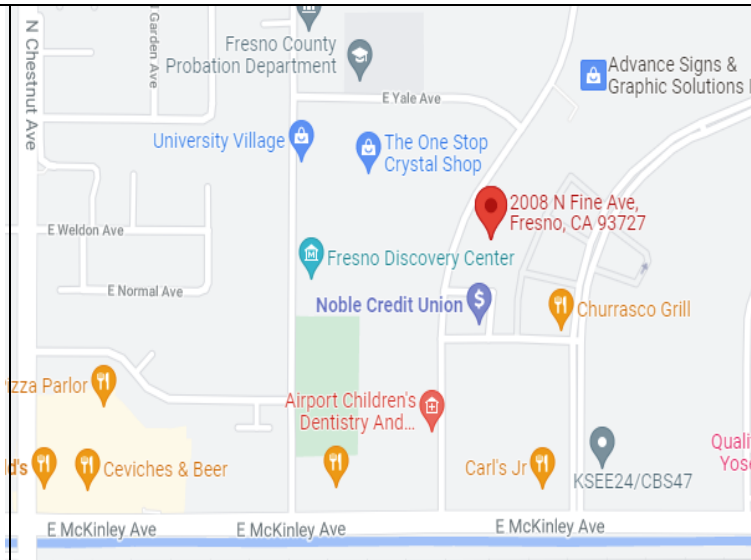 N Chestnut Ave
Garden Ave
Fresno County
Probation Department
Advance Signs &
Graphic Solutions
E Yale Ave
University Village
The One Stop
Crystal Shop
2008 N Fine Ave,
Fresno, CA 93727
E Weldon Ave
Fresno Discovery Center
E Normal Ave
Noble Credit Union
Churrasco Grill
zza Parlor
Airport Children's
Dentistry And...
d's
Ceviches & Beer
Carl's Jr
KSEE24/CBS47
Quali
Yose
E McKinley Ave
E McKinley Ave
E McKinley Ave